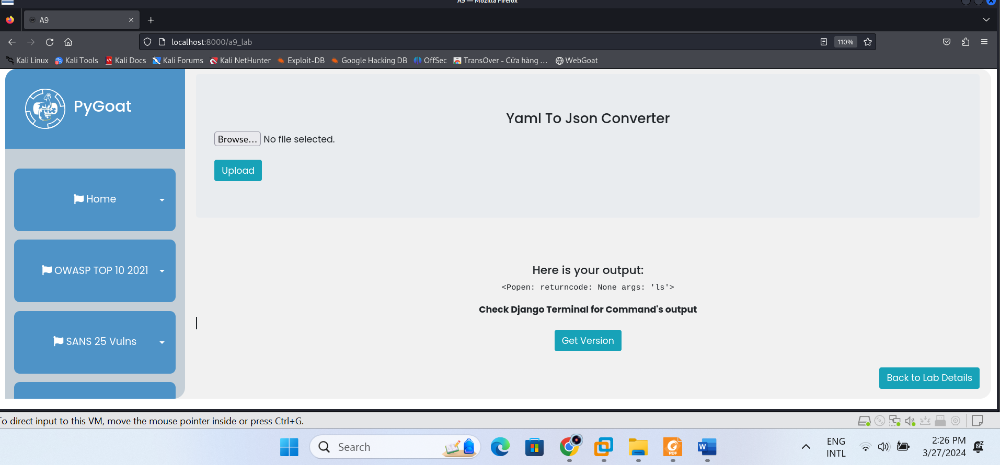 A9 — Mozilla Firefox
A9
localhost:8000/a9_lab
110%
Kali Linux
Kali Tools
Kali Docs
Kali Forums
Kali NetHunter
Exploit-DB
Google Hacking DB
OffSec
TransOver - Cửa hàng …
WebGoat
PyGoat
Home
OWASP TOP 10 2021
SANS 25 Vulns
Yaml To Json Converter
Browse… No file selected.
Upload
Here is your output:
<Popen: returncode: None args: 'ls'>
Check Django Terminal for Command's output
Get Version
Back to Lab Details
To direct input to this VM, move the mouse pointer inside or press Ctrl+G.
Search
ENG
INTL
2:26 PM
3/27/2024